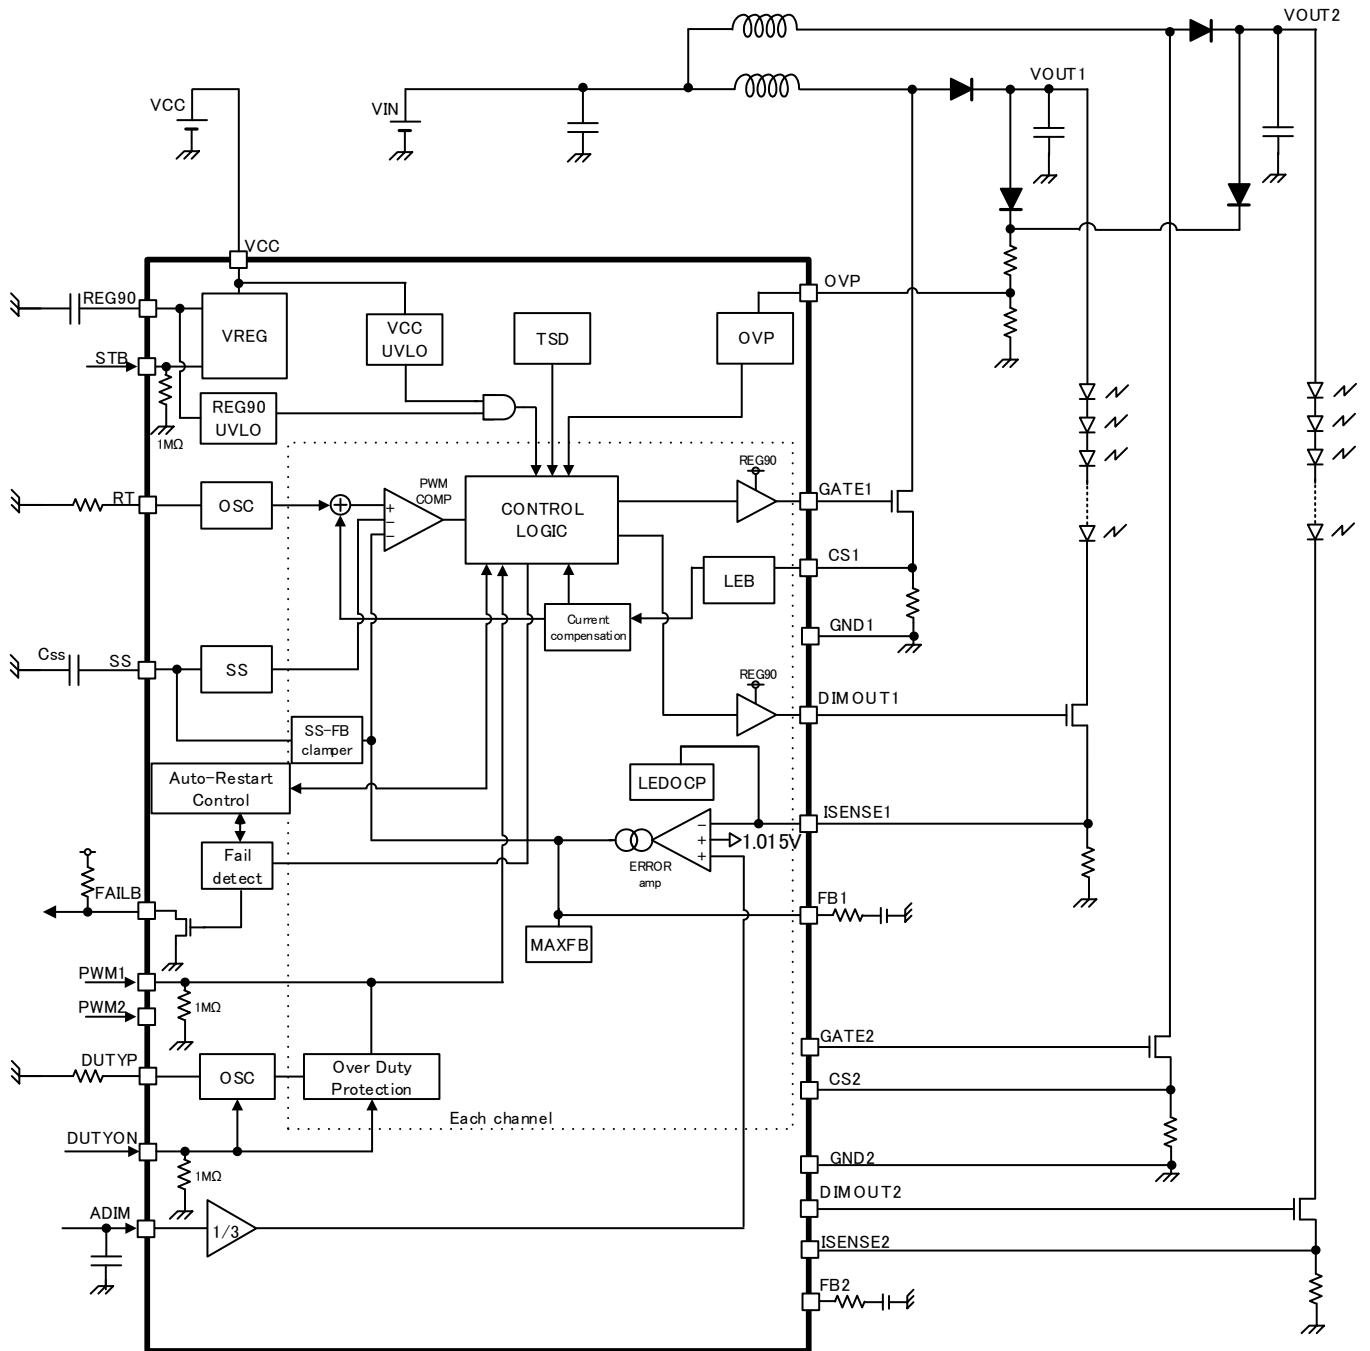 VOUT2
VOUT1
VCC
VIN
VCC
REG90
OVP
VREG
VCC
UVLO
TSD
OVP
STB
REG90
UVLO
1MΩ
REG90
PWM
COMP
GATE1
RT
OSC
+
−
−
CONTROL
LOGIC
CS1
LEB
Current
compensation
GND1
Css
SS
SS
REG90
DIMOUT1
SS-FB
clamper
Auto-Restart
Control
LEDOCP
ISENSE1
−
+
+
1.015V
ERROR
amp
Fail
detect
FAILB
FB1
MAXFB
PWM1
1MΩ
PWM2
GATE2
DUTYP
OSC
Over Duty
Protection
CS2
Each channel
DUTYON
1MΩ
GND2
DIMOUT2
ADIM
1/3
ISENSE2
FB2